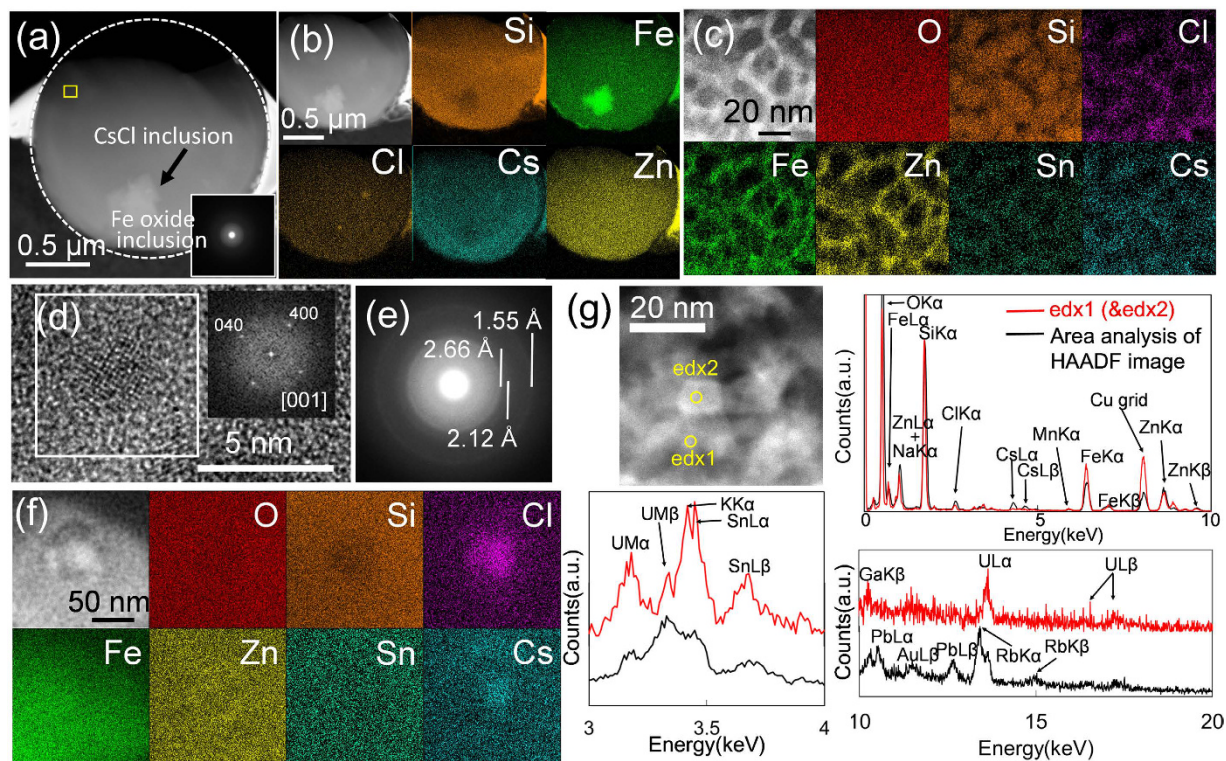 (a)
CsCl inclusion
Fe oxide
inclusion
0.5 µm
(b)
Si
Fe
0.5 µm
Cl
Cs
Zn
(c)
O
Si
Cl
20 nm
Fe
Zn
Sn
Cs
(d)
040
400
[001]
5 nm
(e)
1.55 Å
2.66 Å
2.12 Å
(f)
O
Si
Cl
50 nm
Fe
Zn
Sn
Cs
(g)
20 nm
edx2
edx1
Counts(a.u.)
OKα
FeLα
SiKα
ZnLα
+
NaKα
ClKα
CsLα
CsLβ
MnKα
FeKα
FeKβ
Cu grid
ZnKα
ZnKβ
edx1 (&edx2)
Area analysis of
HAADF image
0 5 10
Energy(keV)
Counts(a.u.)
UMα
UMβ
KKα
SnLα
SnLβ
3 3.5 4
Energy(keV)
Counts(a.u.)
GaKβ
ULα
ULβ
PbLα
AuLβ
PbLβ
RbKα
RbKβ
10 15 20
Energy(keV)